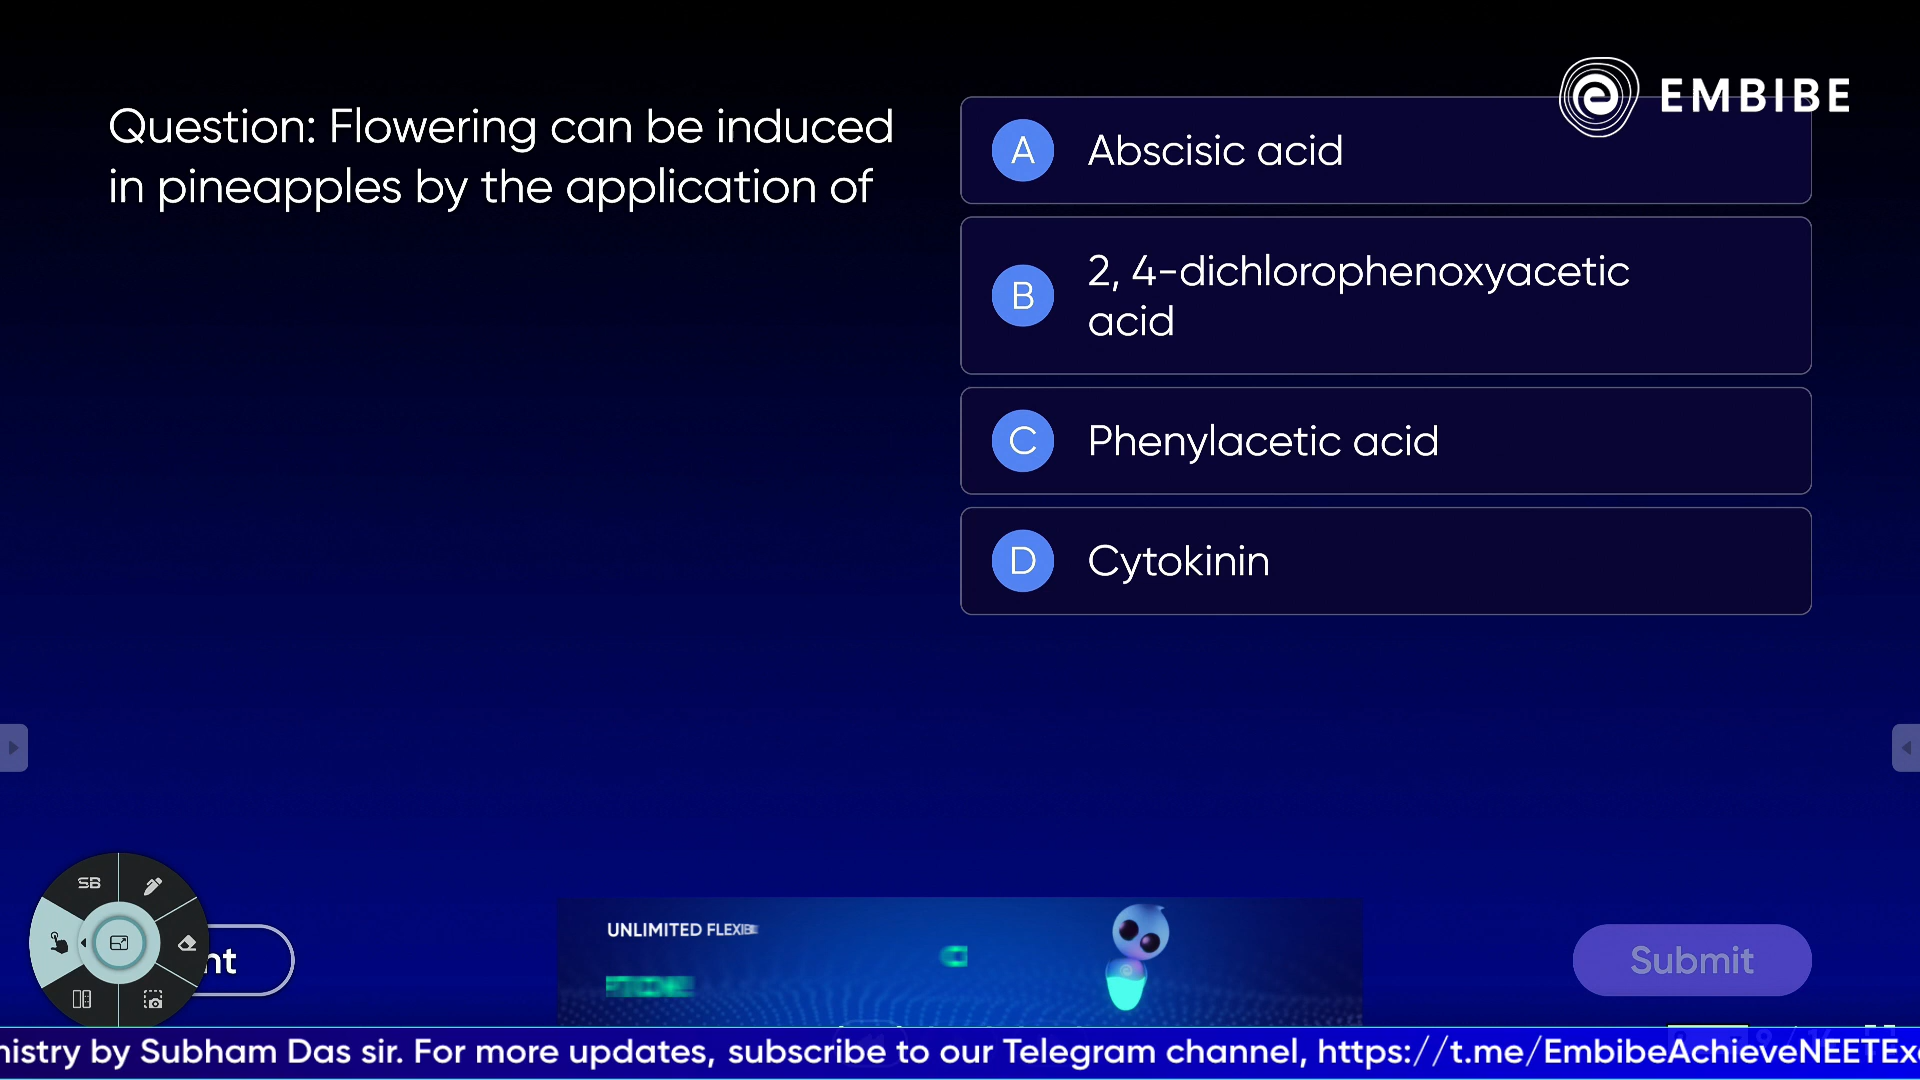 EMBIBE
Question: Flowering can be induced
in pineapples by the application of
A Abscisic acid
B 2, 4-dichlorophenoxyacetic
acid
C Phenylacetic acid
D Cytokinin
SB
UNLIMITED
Submit
by Subham Das sir. For more updates, subscribe to our Telegram channel, https://t.me/EmbibeAchieveNEETEx